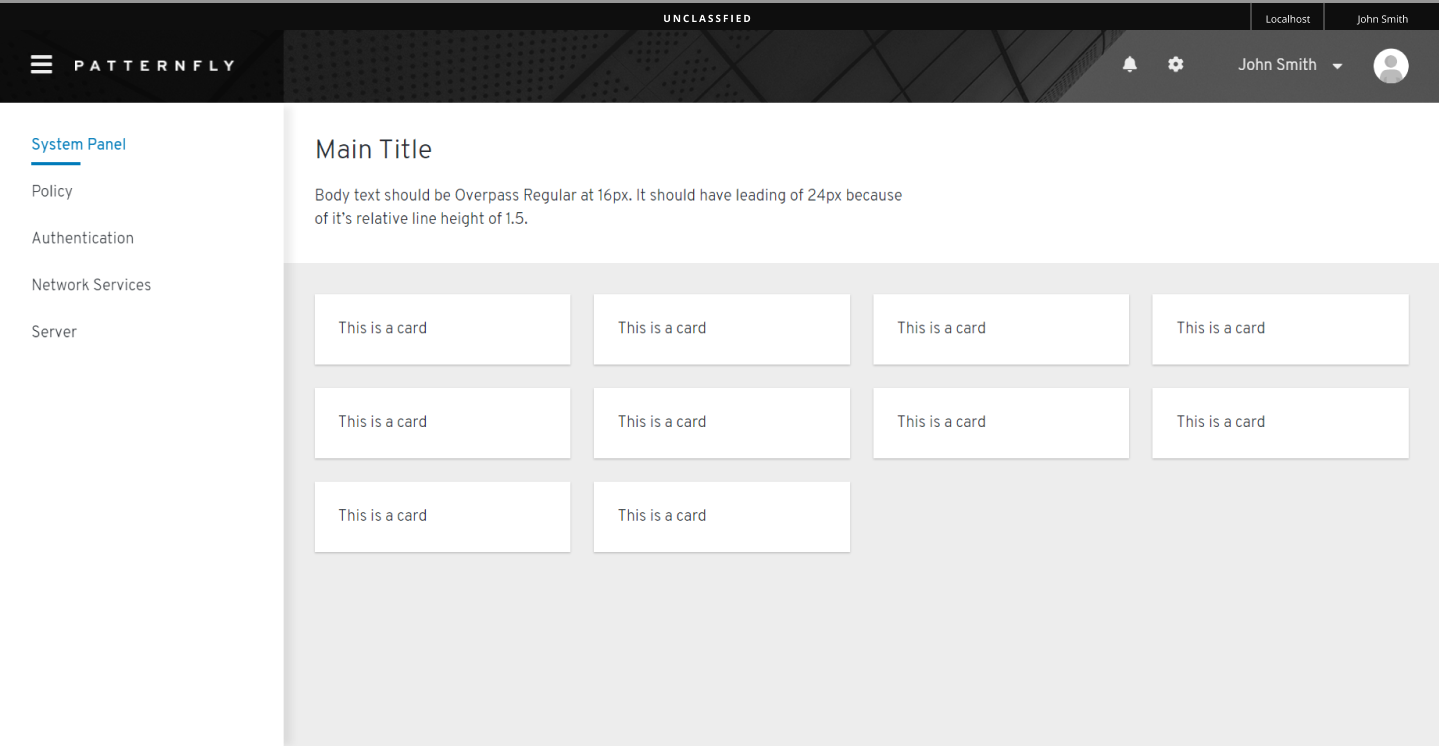 UNCLASSFIED
Localhost
John Smith
PATTERNFLY
John Smith
System Panel
Policy
Authentication
Network Services
Server
Main Title
Body text should be Overpass Regular at 16px. It should have leading of 24px because
of it’s relative line height of 1.5.
This is a card
This is a card
This is a card
This is a card
This is a card
This is a card
This is a card
This is a card
This is a card
This is a card